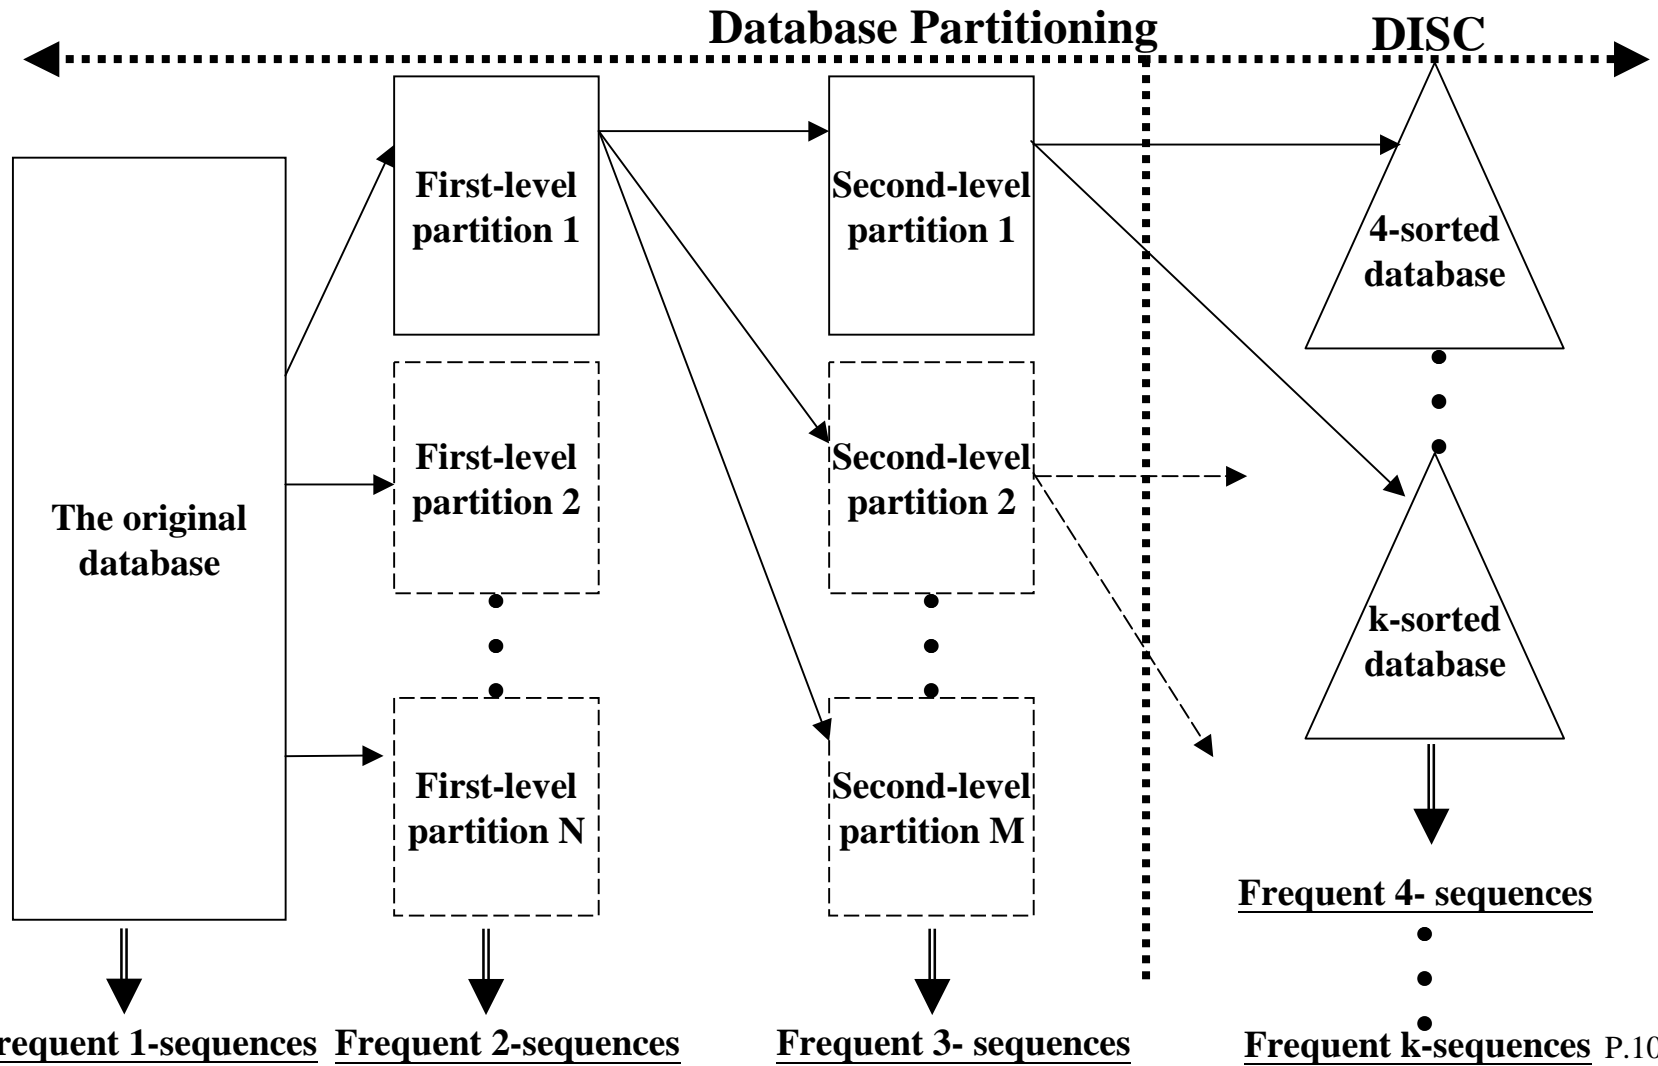 Database Partitioning
DISC
First-level
partition 1
Second-level
partition 1
4-sorted
database
The original
database
First-level
partition 2
Second-level
partition 2
k-sorted
database
First-level
partition N
Second-level
partition M
Frequent 4- sequences
requent 1-sequences
Frequent 2-sequences
Frequent 3- sequences
Frequent k-sequences
P.10